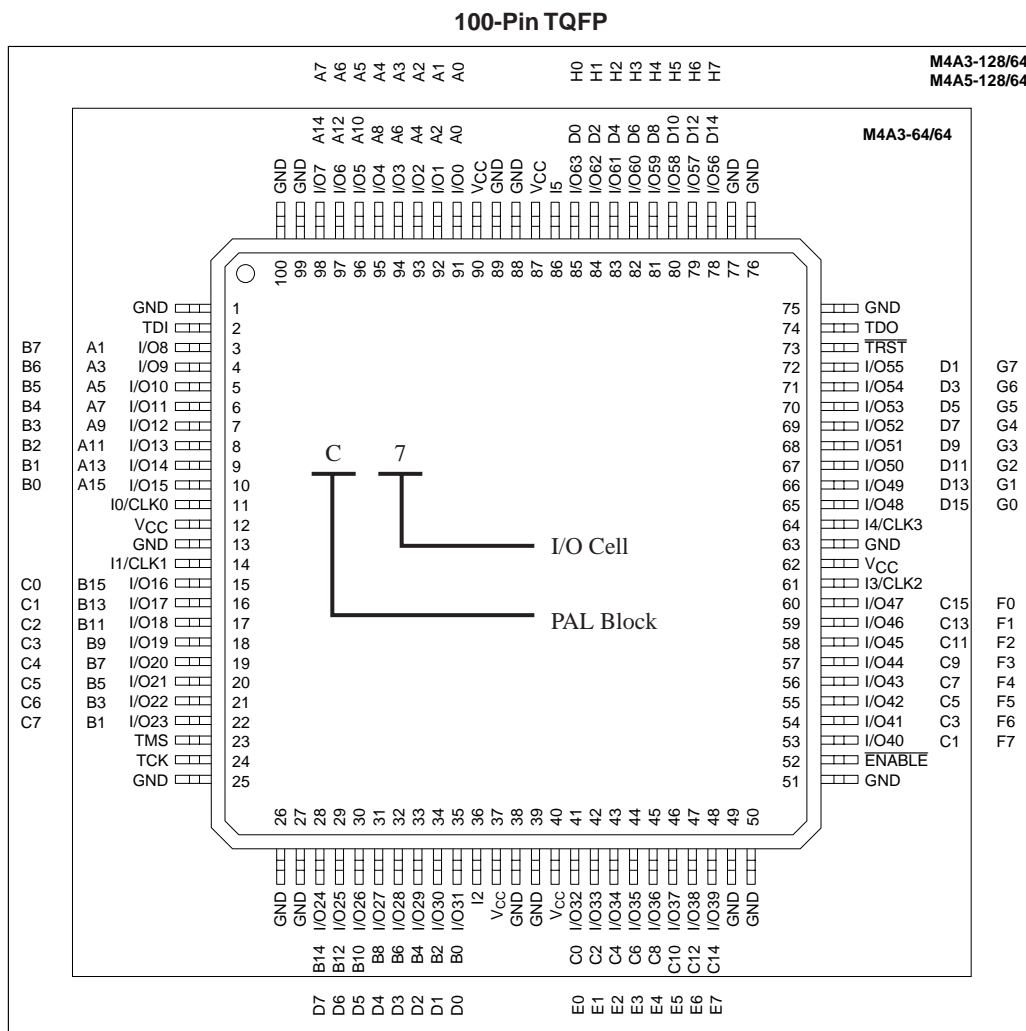 100-Pin TQFP
M4A3-128/64
M4A5-128/64
A7 A6 A5 A4 A3 A2 A1 A0 H0 H1 H2 H3 H4 H5 H6 H7
M4A3-64/64
A14 A12 A10 A8 A6 A4 A2 A0 D0 D2 D4 D6 D8 D10 D12 D14
GND GND I/O7 I/O6 I/O5 I/O4 I/O3 I/O2 I/O1 I/O0 VCC GND GND VCC I5 I/O63 I/O62 I/O61 I/O60 I/O59 I/O58 I/O57 I/O56 GND GND
100 99 98 97 96 95 94 93 92 91 90 89 88 87 86 85 84 83 82 81 80 79 78 77 76
GND 1 75 GND
TDI 2 74 TDO
B7 A1 I/O8 3 73 TRST
B6 A3 I/O9 4 72 I/O55 D1 G7
B5 A5 I/O10 5 71 I/O54 D3 G6
B4 A7 I/O11 6 70 I/O53 D5 G5
B3 A9 I/O12 7 69 I/O52 D7 G4
B2 A11 I/O13 8 68 I/O51 D9 G3
B1 A13 I/O14 9 67 I/O50 D11 G2
B0 A15 I/O15 10 66 I/O49 D13 G1
I0/CLK0 11 65 I/O48 D15 G0
VCC 12 64 I4/CLK3
GND 13 63 GND
I1/CLK1 14 62 VCC
C0 B15 I/O16 15 61 I3/CLK2
C1 B13 I/O17 16 60 I/O47 C15 F0
C2 B11 I/O18 17 59 I/O46 C13 F1
C3 B9 I/O19 18 58 I/O45 C11 F2
C4 B7 I/O20 19 57 I/O44 C9 F3
C5 B5 I/O21 20 56 I/O43 C7 F4
C6 B3 I/O22 21 55 I/O42 C5 F5
C7 B1 I/O23 22 54 I/O41 C3 F6
TMS 23 53 I/O40 C1 F7
TCK 24 52 ENABLE
GND 25 51 GND
C 7
I/O Cell
PAL Block
26 27 28 29 30 31 32 33 34 35 36 37 38 39 40 41 42 43 44 45 46 47 48 49 50
GND GND I/O24 I/O25 I/O26 I/O27 I/O28 I/O29 I/O30 I/O31 I2 VCC GND GND VCC I/O32 I/O33 I/O34 I/O35 I/O36 I/O37 I/O38 I/O39 GND GND
B14 B12 B10 B8 B6 B4 B2 B0 C0 C2 C4 C6 C8 C10 C12 C14
D7 D6 D5 D4 D3 D2 D1 D0 E0 E1 E2 E3 E4 E5 E6 E7